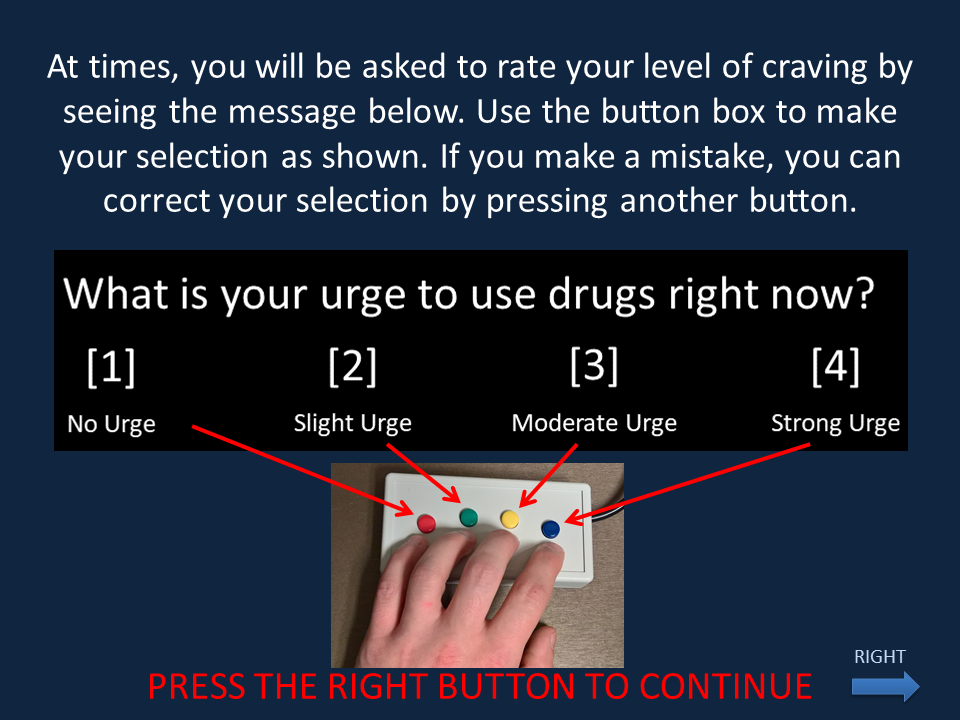 At times, you will be asked to rate your level of craving by
seeing the message below. Use the button box to make
your selection as shown. If you make a mistake, you can
correct your selection by pressing another button.
What is your urge to use drugs right now?
[1] [2] [3] [4]
No Urge Slight Urge Moderate Urge Strong Urge
RIGHT
PRESS THE RIGHT BUTTON TO CONTINUE